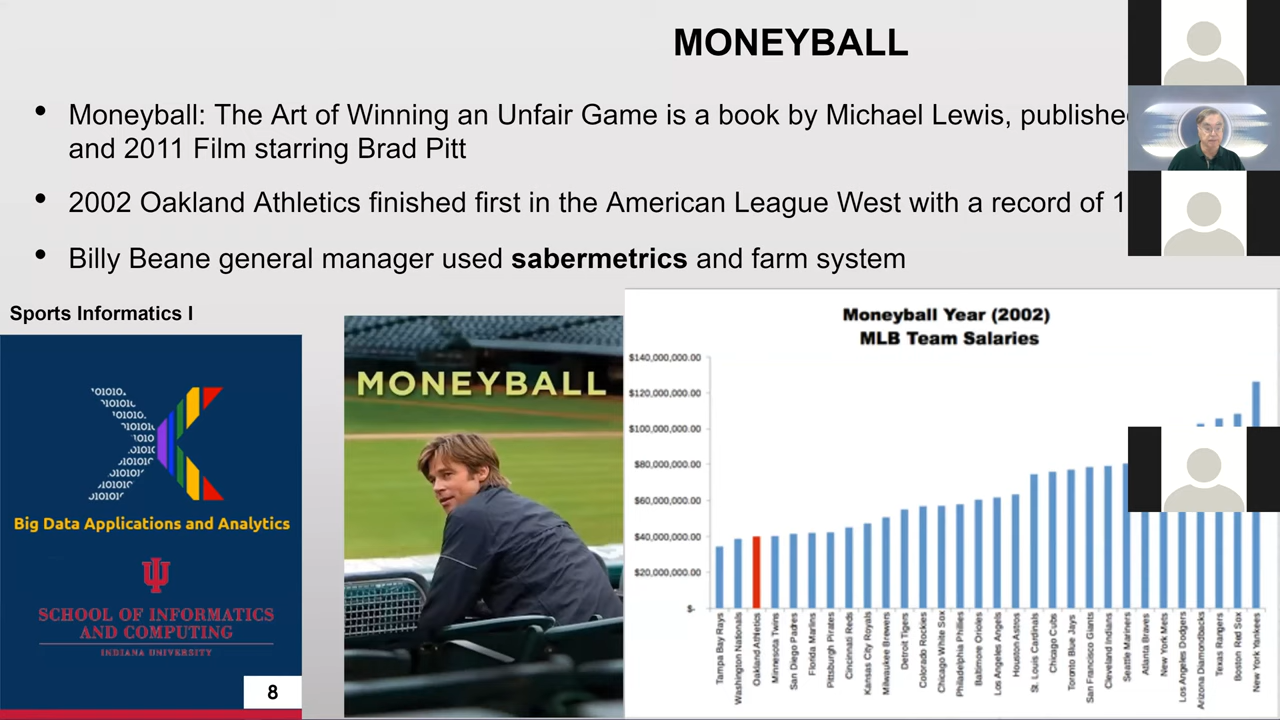 MONEYBALL
• Moneyball: The Art of Winning an Unfair Game is a book by Michael Lewis,
and 2011 Film starring Brad Pitt
• 2002 Oakland Athletics finished first in the American League West with a record of
• Billy Beane general manager used sabermetrics and farm system
Sports Informatics I
Big Data Applications and Analytics
SCHOOL OF INFORMATICS
AND COMPUTING
INDIANA UNIVERSITY
8
MONEYBALL
Moneyball Year (2002)
MLB Team Salaries
$140,000,000.00
$120,000,000.00
$100,000,000.00
$80,000,000.00
$60,000,000.00
$40,000,000.00
$20,000,000.00
$-
Tampa Bay Rays
Washington Nationals
Oakland Athletics
Minnesota Twins
San Diego Padres
Florida Marlins
Pittsburgh Pirates
Cincinnati Reds
Kansas City Royals
Milwaukee Brewers
Detroit Tigers
Colorado Rockies
Chicago White Sox
Philadelphia Phillies
Baltimore Orioles
Los Angeles Angels
Houston Astros
St. Louis Cardinals
Chicago Cubs
Toronto Blue Jays
San Francisco Giants
Cleveland Indians
Seattle Mariners
Atlanta Braves
New York Mets
Los Angeles Dodgers
Arizona Diamondbacks
Texas Rangers
Boston Red Sox
New York Yankees